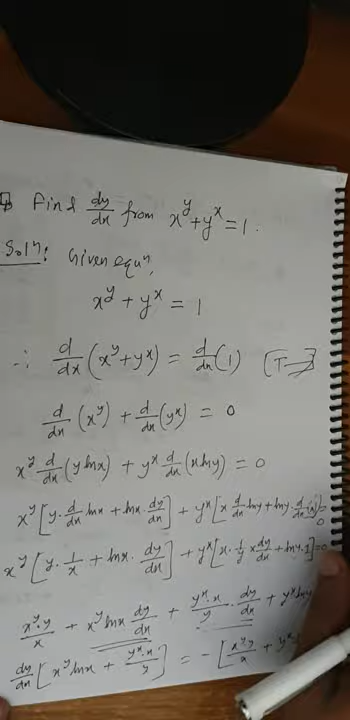 Find dy/dx from x^y + y^x = 1.
Solⁿ: Given equⁿ,
x^y + y^x = 1
∴ d/dx (x^y + y^x) = d/dx (1)
d/dx (x^y) + d/dx (y^x) = 0
x^y d/dx (y lnx) + y^x d/dx (x lny) = 0
x^y [y. d/dx lnx + lnx. dy/dx] + y^x [x d/dx lny + lny. d/dx (x)] = 0
x^y [y. 1/x + lnx. dy/dx] + y^x [x. 1/y × dy/dx + lny. 1] = 0
x^y.y/x + x^y lnx dy/dx + y^x.x/y . dy/dx + y^x lny
dy/dx [x^y lnx + y^x.x/y] = - [x^y.y/x + y^x